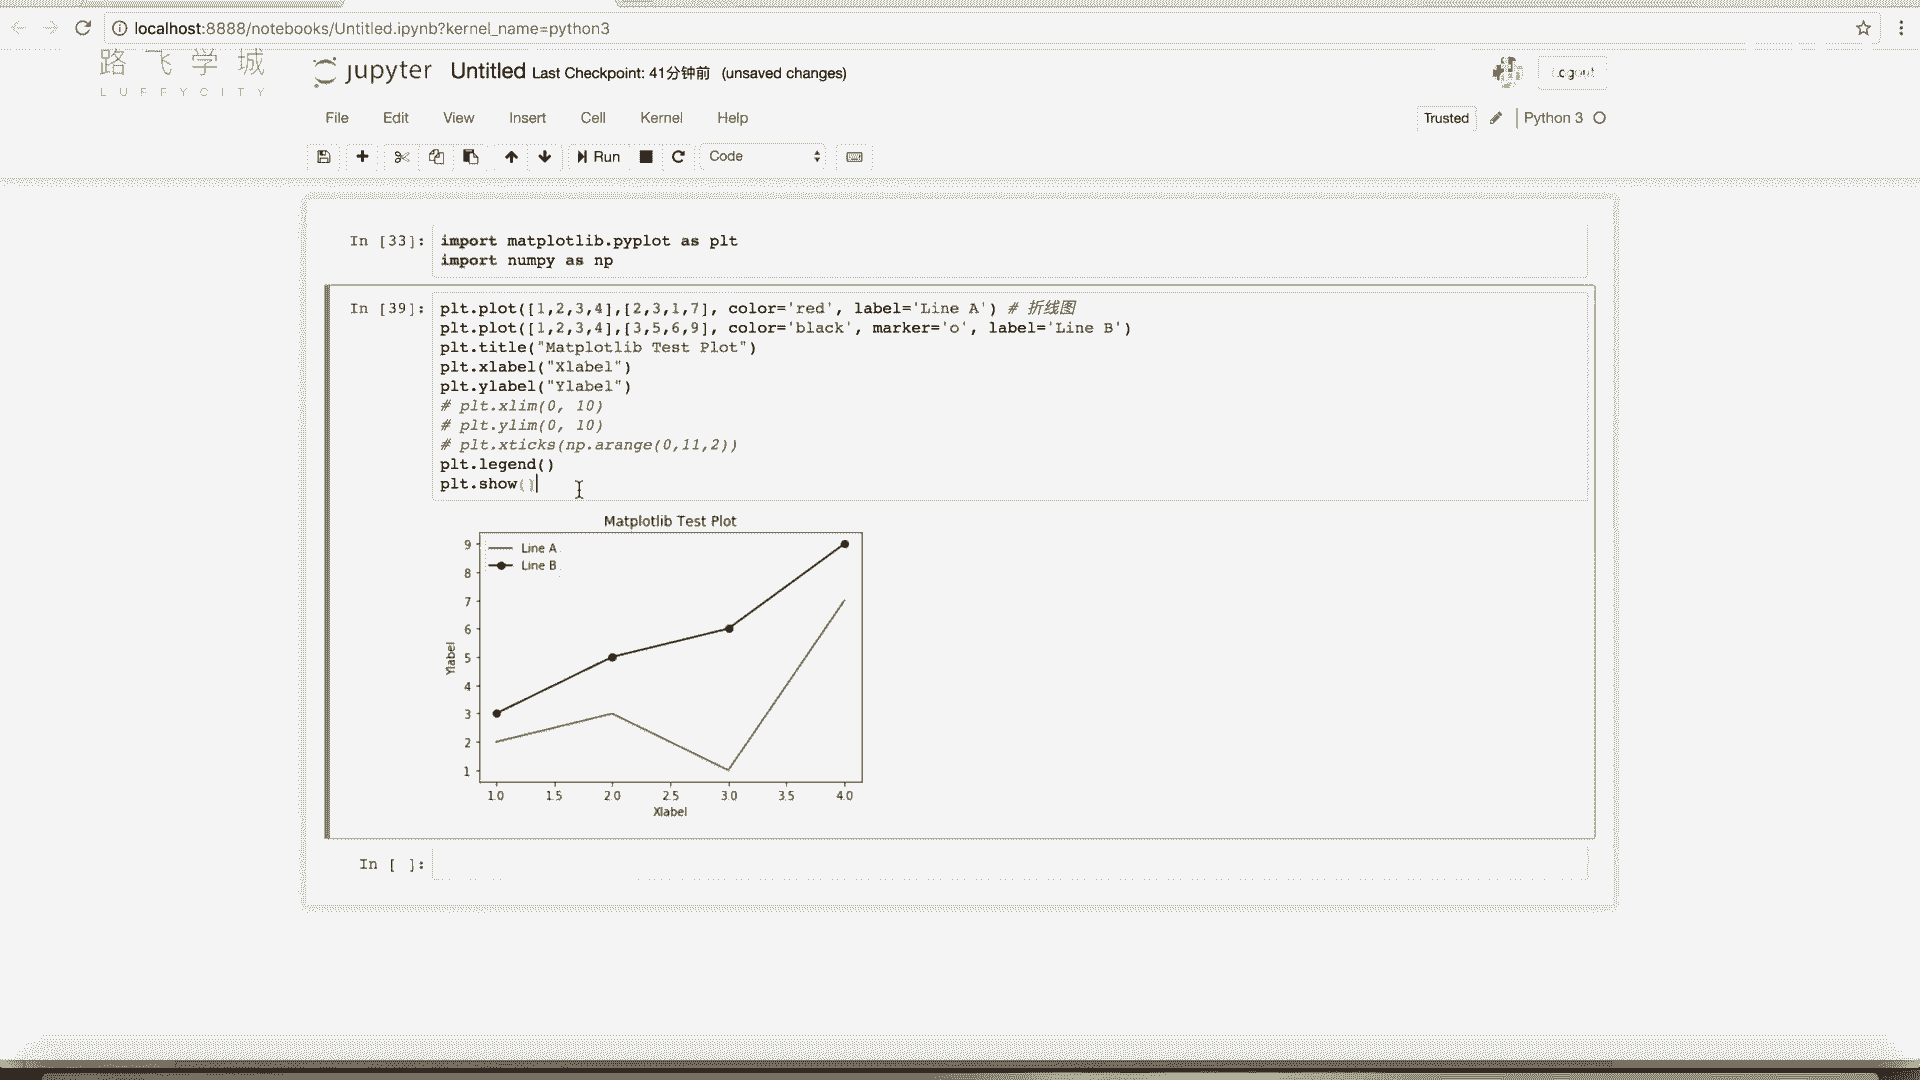 localhost:8888/notebooks/Untitled.ipynb?kernel_name=python3
路飞学城
LUFFYCITY
jupyter Untitled Last Checkpoint: 41分钟前 (unsaved changes)
Logout
File Edit View Insert Cell Kernel Help
Trusted Python 3
Run Code
In [33]: import matplotlib.pyplot as plt
import numpy as np
In [39]: plt.plot([1,2,3,4],[2,3,1,7], color='red', label='Line A') # 折线图
plt.plot([1,2,3,4],[3,5,6,9], color='black', marker='o', label='Line B')
plt.title("Matplotlib Test Plot")
plt.xlabel("Xlabel")
plt.ylabel("Ylabel")
# plt.xlim(0, 10)
# plt.ylim(0, 10)
# plt.xticks(np.arange(0,11,2))
plt.legend()
plt.show()
Matplotlib Test Plot
Line A
Line B
9
8
7
6
5
4
3
2
1
Ylabel
1.0 1.5 2.0 2.5 3.0 3.5 4.0
Xlabel
In [ ]: